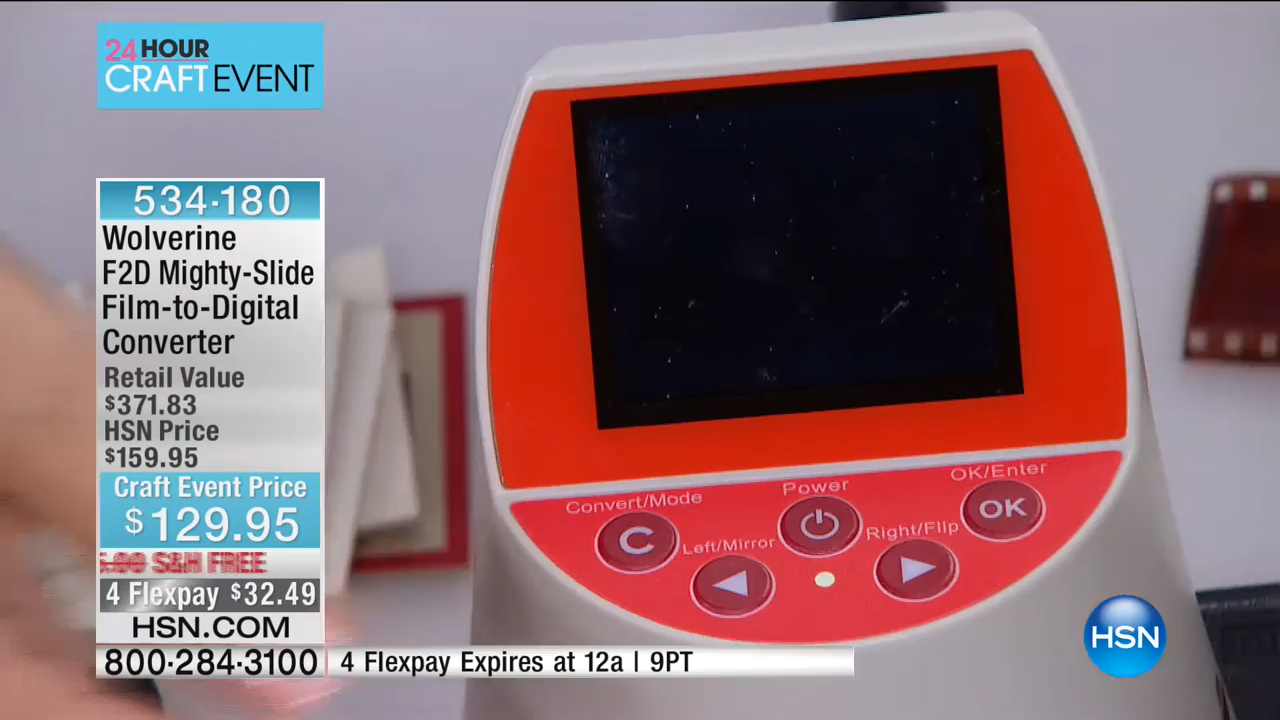 24 HOUR
CRAFT EVENT
534·180
Wolverine
F2D Mighty-Slide
Film-to-Digital
Converter
Retail Value
$371.83
HSN Price
$159.95
Craft Event Price
$129.95
S&H FREE
4 Flexpay $32.49
HSN.COM
800·284·3100
4 Flexpay Expires at 12a | 9PT
Convert/Mode
Power
OK/Enter
C
OK
Left/Mirror
Right/Flip
HSN